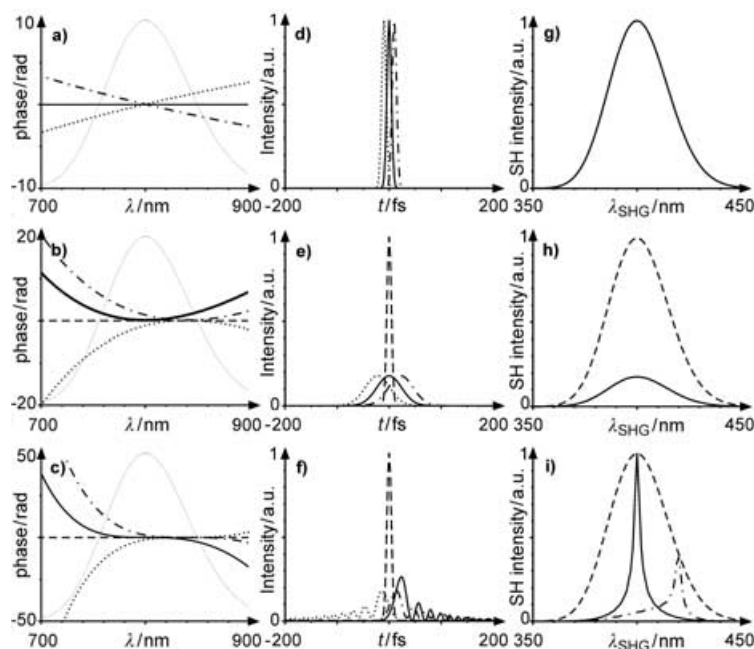 10
a)
phase/rad
-10
700
λ/nm
900
1
d)
Intensity/a.u.
0
-200
t/fs
200
1
g)
SH intensity/a.u.
0
350
λSHG/nm
450
20
b)
phase/rad
-20
700
λ/nm
900
1
e)
Intensity/a.u.
0
-200
t/fs
200
1
h)
SH intensity/a.u.
0
350
λSHG/nm
450
50
c)
phase/rad
-50
700
λ/nm
900
1
f)
Intensity/a.u.
0
-200
t/fs
200
1
i)
SH intensity/a.u.
0
350
λSHG/nm
450